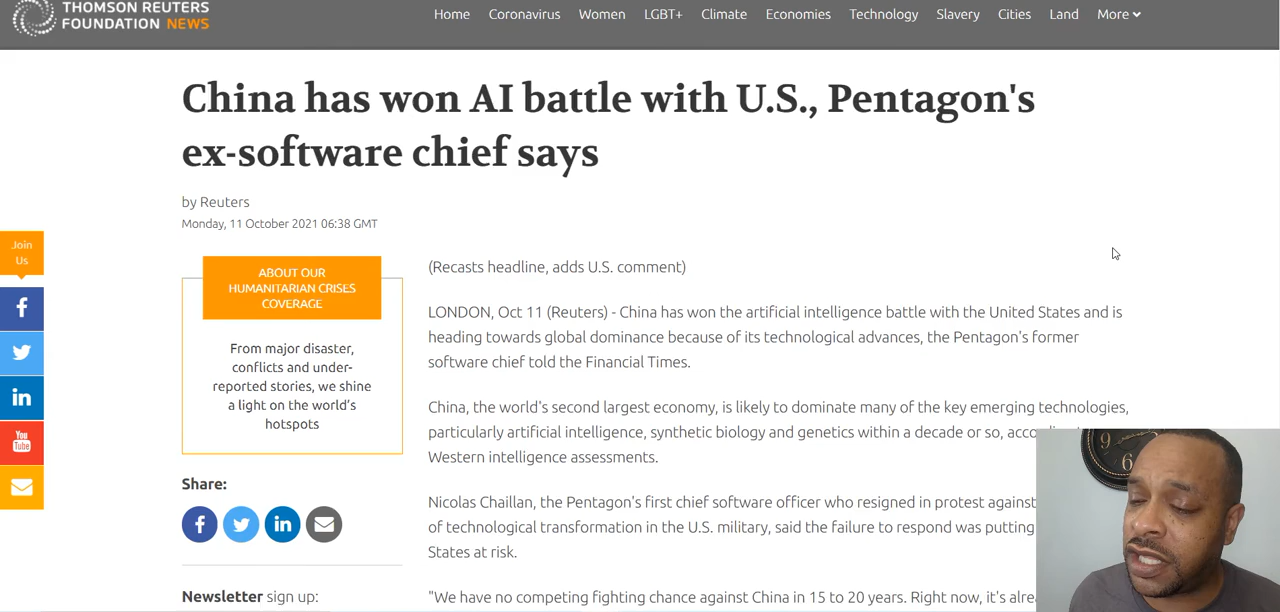 THOMSON REUTERS
FOUNDATION NEWS
Home Coronavirus Women LGBT+ Climate Economies Technology Slavery Cities Land More
China has won AI battle with U.S., Pentagon's
ex-software chief says
by Reuters
Monday, 11 October 2021 06:38 GMT
Join
Us
ABOUT OUR
HUMANITARIAN CRISES
COVERAGE
From major disaster,
conflicts and under-
reported stories, we shine
a light on the world's
hotspots
Share:
Newsletter sign up:
(Recasts headline, adds U.S. comment)
LONDON, Oct 11 (Reuters) - China has won the artificial intelligence battle with the United States and is
heading towards global dominance because of its technological advances, the Pentagon's former
software chief told the Financial Times.
China, the world's second largest economy, is likely to dominate many of the key emerging technologies,
particularly artificial intelligence, synthetic biology and genetics within a decade or so,
Western intelligence assessments.
Nicolas Chaillan, the Pentagon's first chief software officer who resigned in protest against
of technological transformation in the U.S. military, said the failure to respond was putting
States at risk.
"We have no competing fighting chance against China in 15 to 20 years. Right now, it's
You
Tube
9
6